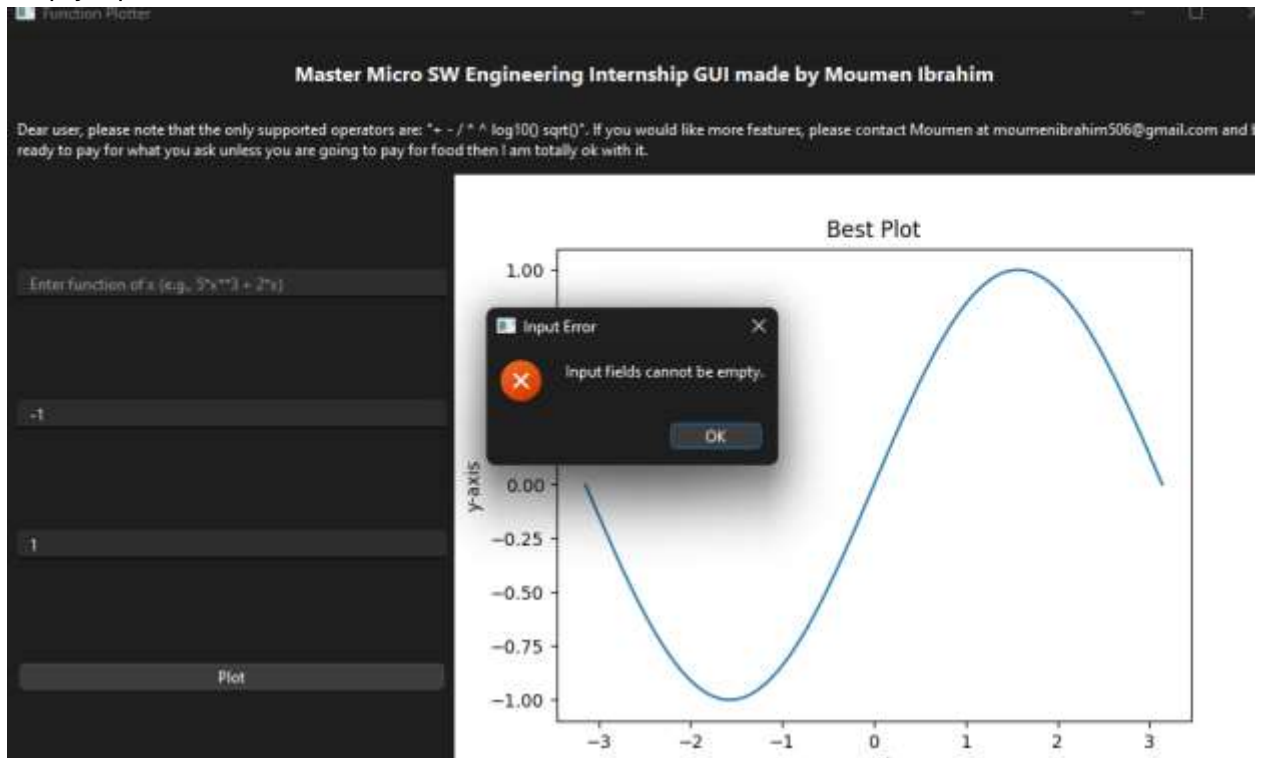 Function Plotter
Master Micro SW Engineering Internship GUI made by Moumen Ibrahim
Dear user, please note that the only supported operators are: "+ - / * ^ log10() sqrt()". If you would like more features, please contact Moumen at moumenibrahim506@gmail.com and
ready to pay for what you ask unless you are going to pay for food then I am totally ok with it.
Best Plot
Enter function of x (e.g., 5*x**3 + 2*x)
-1
1
Plot
Input Error
Input fields cannot be empty.
OK
y-axis
1.00
0.00
−0.25
−0.50
−0.75
−1.00
−3 −2 −1 0 1 2 3